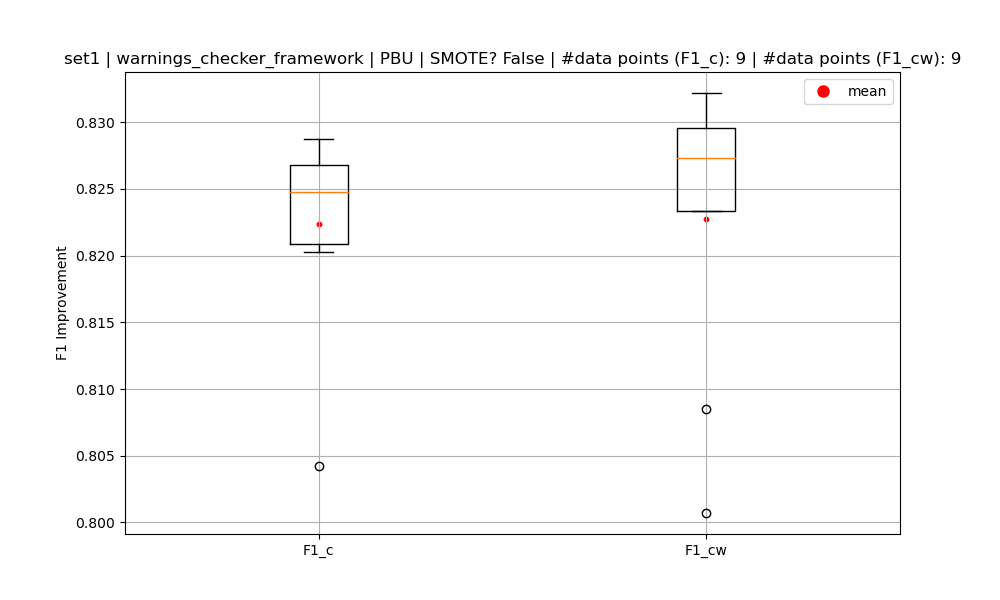 set1 | warnings_checker_framework | PBU | SMOTE? False | #data points (F1_c): 9 | #data points (F1_cw): 9
mean
0.830
0.825
0.820
0.815
0.810
0.805
0.800
F1 Improvement
F1_c
F1_cw